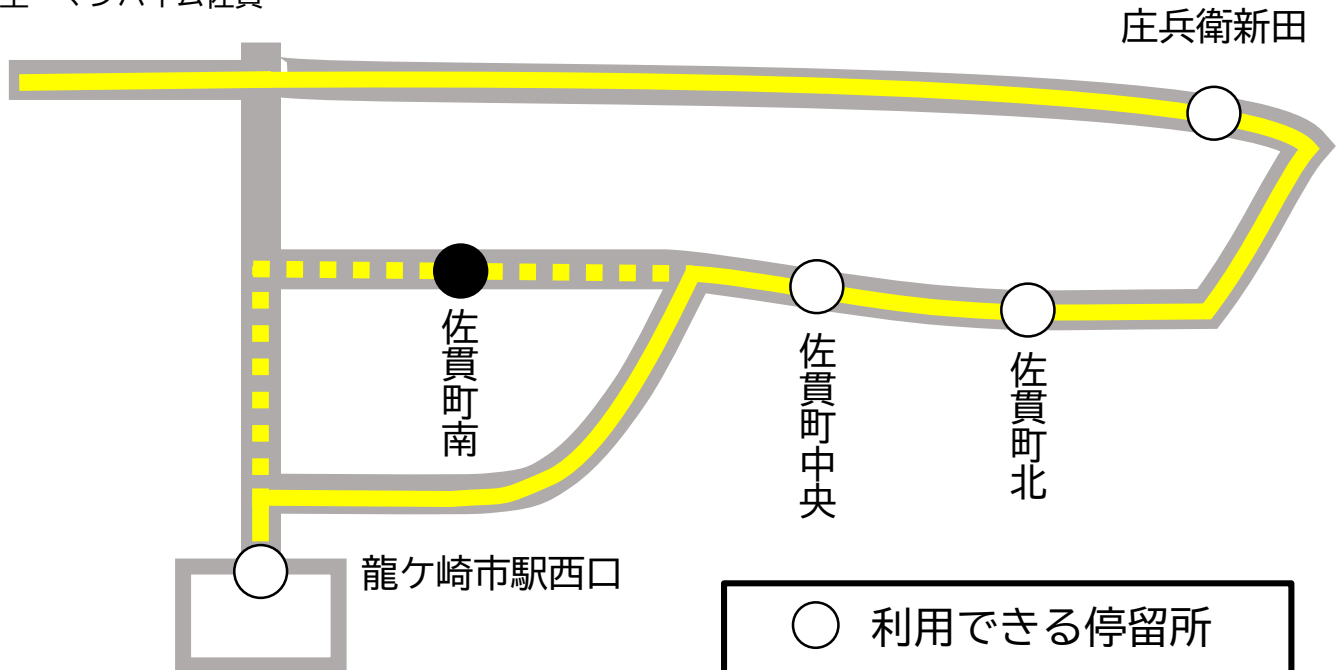 庄兵衛新田
佐貫町南
佐貫町中央
佐貫町北
龍ケ崎市駅西口
利用できる停留所